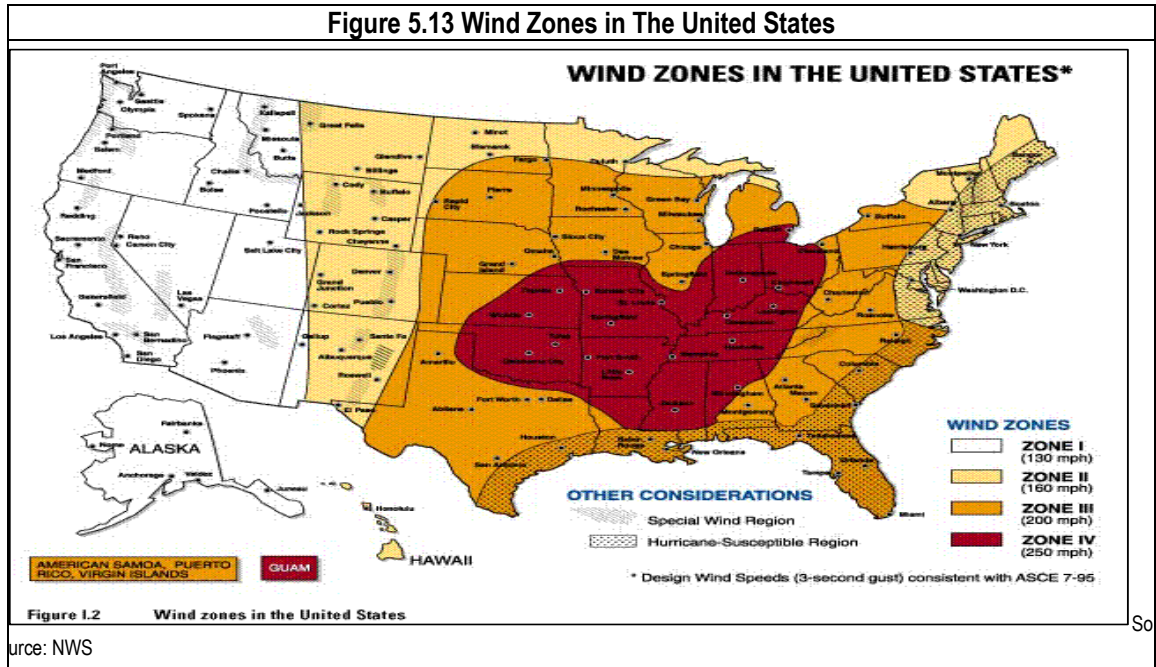 Figure 5.13 Wind Zones in The United States
WIND ZONES IN THE UNITED STATES*
Port Angeles
Seattle
Olympia
Spokane
Portland
Salem
Medford
Redding
Sacramento
San Francisco
Bakersfield
Los Angeles
San Bernadino
San Diego
Reno
Carson City
Las Vegas
Kalispell
Missoula
Butte
Challis
Boise
Pocatello
Jackson
Salt Lake City
Flagstaff
Phoenix
Great Falls
Glendive
Billings
Cody
Buffalo
Casper
Rock Springs
Cheyenne
Denver
Grand Junction
Pueblo
Cortez
Gallup
Santa Fe
Albuquerque
Roswell
El Paso
Minot
Bismarck
Fargo
Duluth
Rapid City
Pierre
Minneapolis
Rochester
Green Bay
Milwaukee
Sioux City
Des Moines
Omaha
Grand Island
Chicago
Springfield
Topeka
Kansas City
St. Louis
Wichita
Springfield
Tulsa
Oklahoma City
Amarillo
Little Rock
Memphis
Nashville
Fort Worth
Dallas
Abilene
Houston
San Antonio
Jackson
Baton Rouge
New Orleans
Birmingham
Montgomery
Atlanta
Macon
Savannah
Columbia
Raleigh
Roanoke
Charleston
Tallahassee
Orlando
Tampa
Miami
Indianapolis
Lexington
Detroit
Cleveland
Buffalo
Harrisburg
Albany
Montpelier
Bangor
Boston
New York
Washington D.C.
Fairbanks
Nome
ALASKA
Anchorage
Valdez
Juneau
Honolulu
HAWAII
AMERICAN SAMOA, PUERTO
RICO, VIRGIN ISLANDS
GUAM
OTHER CONSIDERATIONS
Special Wind Region
Hurricane-Susceptible Region
WIND ZONES
ZONE I
(130 mph)
ZONE II
(160 mph)
ZONE III
(200 mph)
ZONE IV
(250 mph)
* Design Wind Speeds (3-second gust) consistent with ASCE 7-95
Figure I.2 Wind zones in the United States
So
urce: NWS